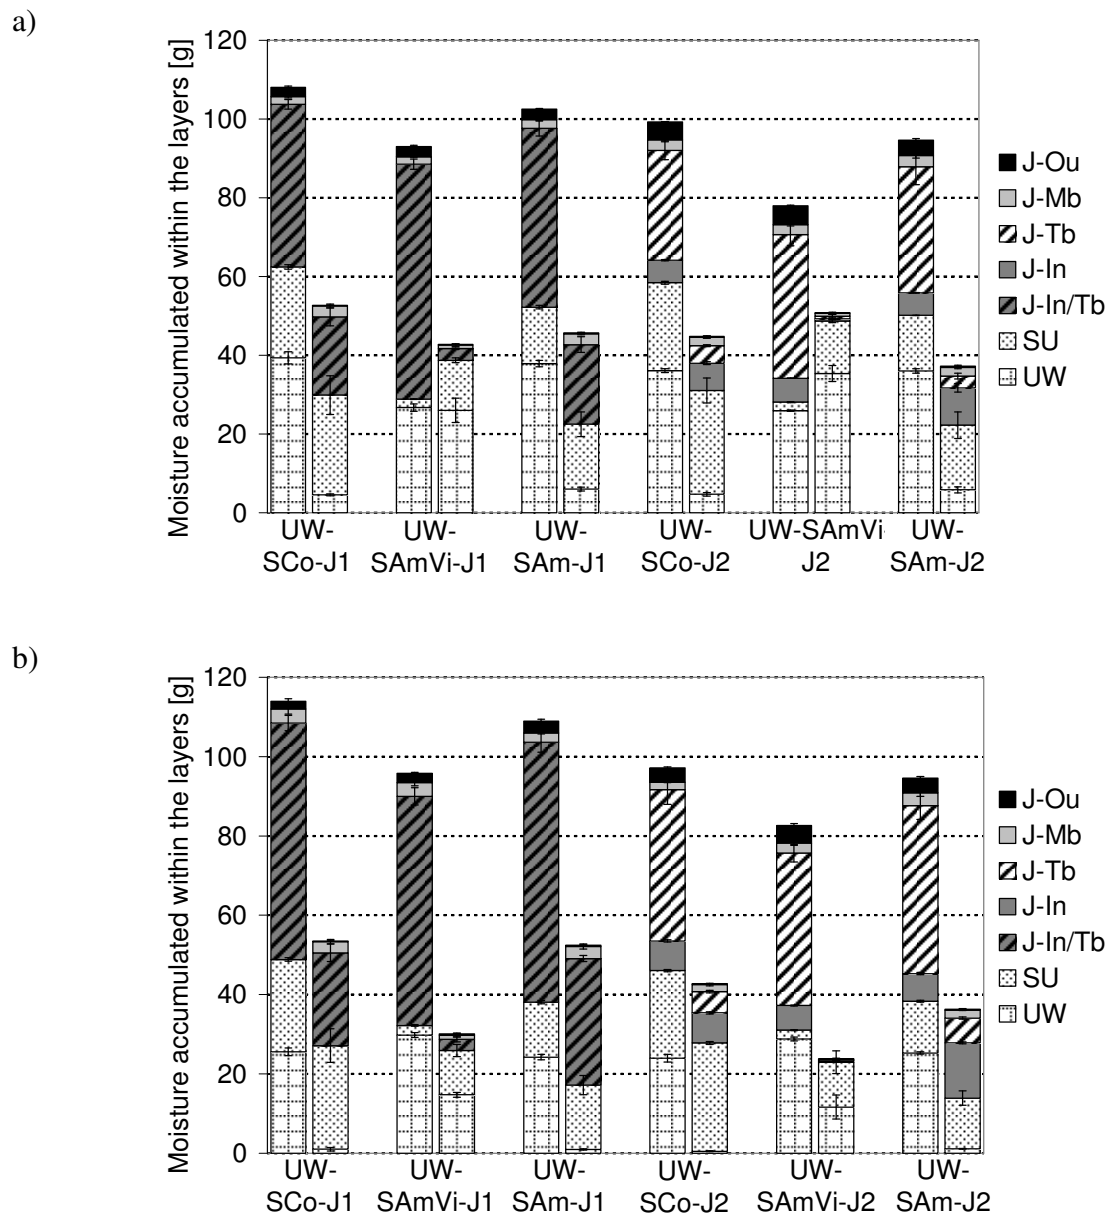 a)
Moisture accumulated within the layers [g]
120
100
80
60
40
20
0
UW-
SCo-J1
UW-
SAmVi-J1
UW-
SAm-J1
UW-
SCo-J2
UW-SAmVi-
J2
UW-
SAm-J2
J-Ou
J-Mb
J-Tb
J-In
J-In/Tb
SU
UW
b)
Moisture accumulated within the layers [g]
120
100
80
60
40
20
0
UW-
SCo-J1
UW-
SAmVi-J1
UW-
SAm-J1
UW-
SCo-J2
UW-
SAmVi-J2
UW-
SAm-J2
J-Ou
J-Mb
J-Tb
J-In
J-In/Tb
SU
UW